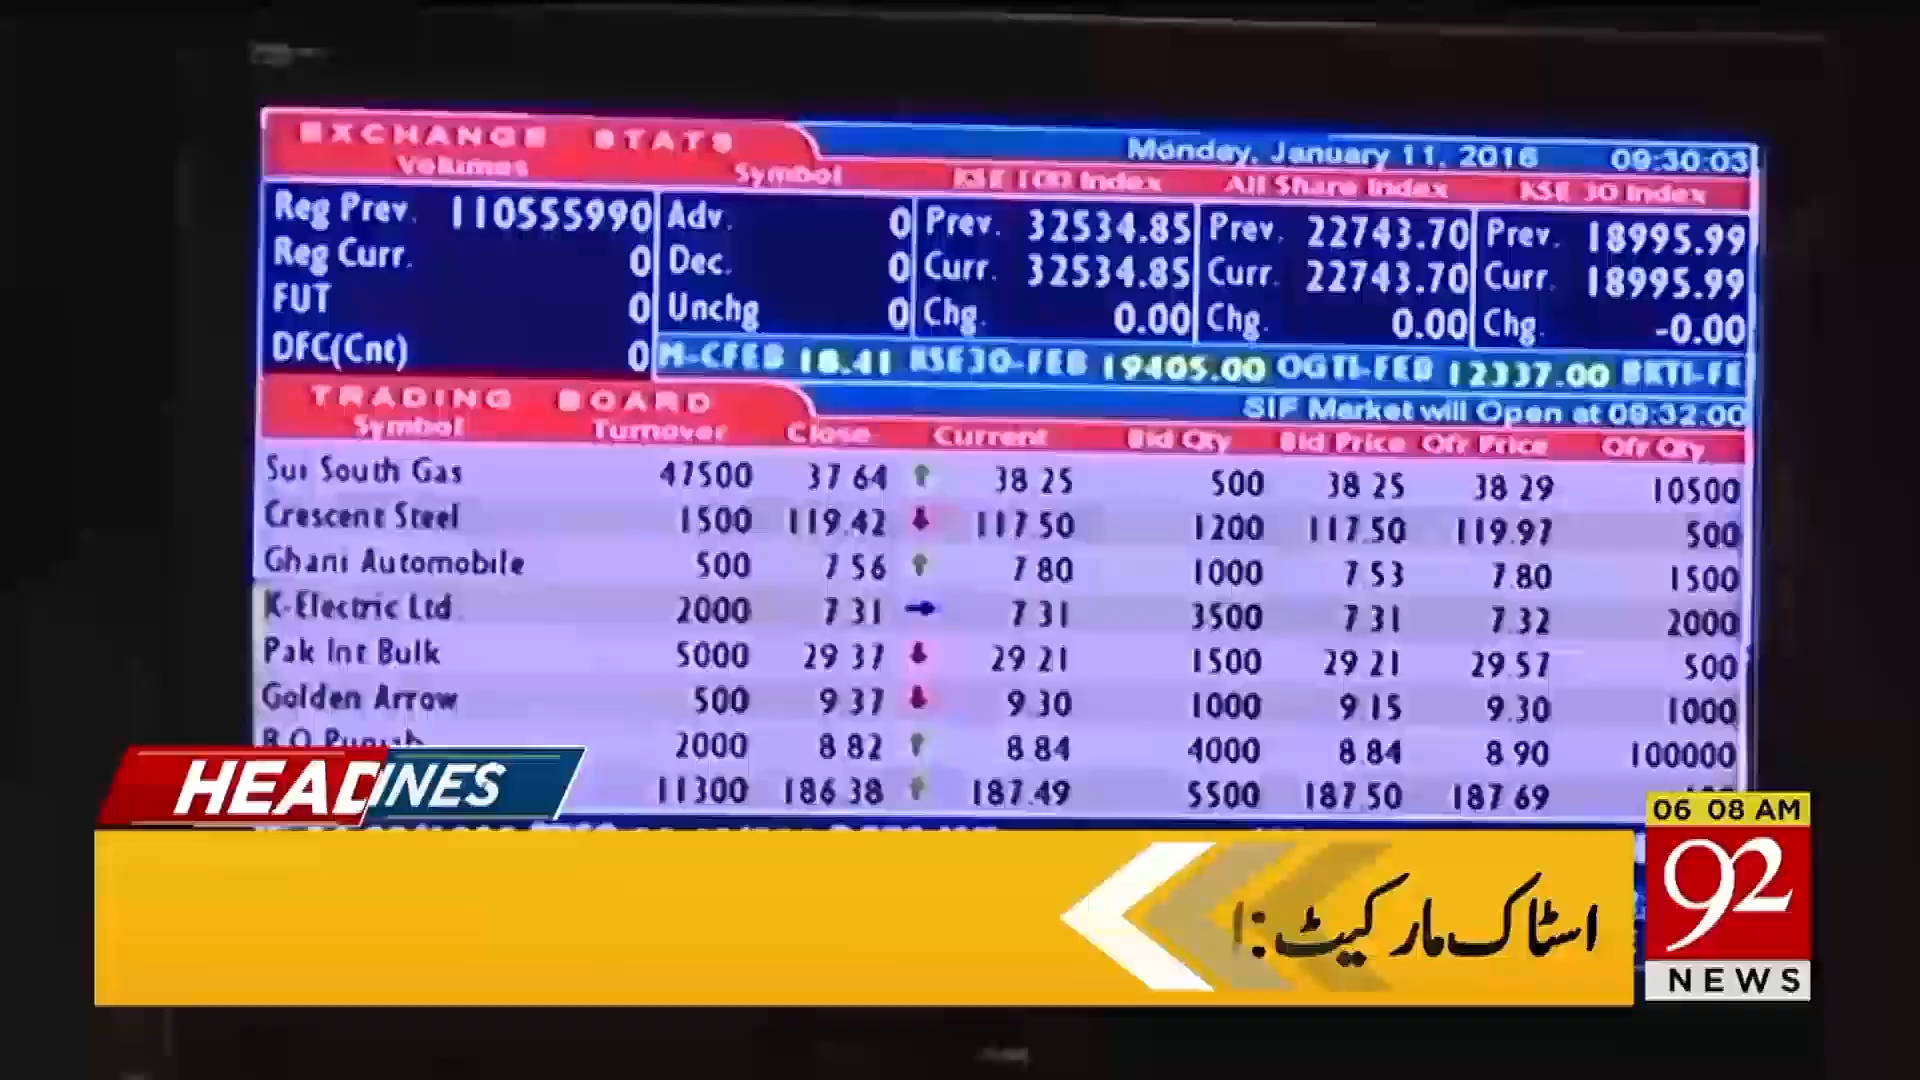 EXCHANGE STATS
Monday, January 11, 2016 09:30:03
Volumes Symbol KSE 100 Index All Share Index KSE 30 Index
Reg Prev. 110555990 Adv. 0 Prev. 32534.85 Prev. 22743.70 Prev. 18995.99
Reg Curr. 0 Dec. 0 Curr. 32534.85 Curr. 22743.70 Curr. 18995.99
FUT 0 Unchg 0 Chg. 0.00 Chg. 0.00 Chg. -0.00
DFC(Cnt) 0 M-CFEB 18.41 KSE30-FEB 19405.00 OGTI-FEB 12337.00 BKTI-FE
TRADING BOARD
SIF Market will Open at 09:32:00
Symbol Turnover Close Current Bid Qty Bid Price Ofr Price Ofr Qty
Sui South Gas 47500 37 64 ↑ 38 25 500 38 25 38 29 10500
Crescent Steel 1500 119.42 ↓ 117 50 1200 117.50 119.97 500
Ghani Automobile 500 7 56 ↑ 7 80 1000 7 53 7.80 1500
K-Electric Ltd. 2000 7 31 → 7 31 3500 7 31 7 32 2000
Pak Int Bulk 5000 29 37 ↓ 29 21 1500 29 21 29.57 500
Golden Arrow 500 9 37 ↓ 9.30 1000 9 15 9.30 1000
B.O.Punjab 2000 8 82 ↑ 8 84 4000 8 84 8 90 100000
11300 186 38 ↑ 187.49 5500 187 50 187 69
HEADLINES
06 08 AM
92
NEWS
اسٹاک مارکیٹ: ا